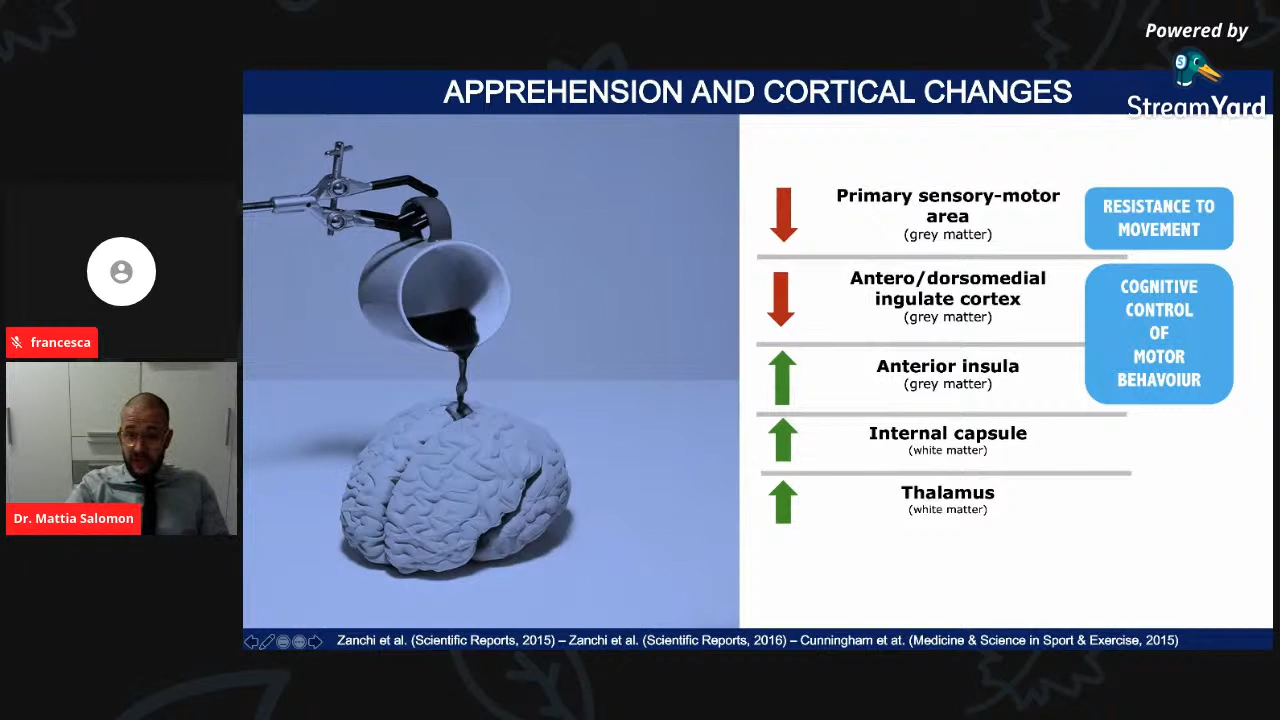 Powered by
StreamYard
APPREHENSION AND CORTICAL CHANGES
Primary sensory-motor
area
(grey matter)
RESISTANCE TO
MOVEMENT
Antero/dorsomedial
ingulate cortex
(grey matter)
COGNITIVE
CONTROL
OF
MOTOR
BEHAVOIUR
Anterior insula
(grey matter)
Internal capsule
(white matter)
Thalamus
(white matter)
francesca
Dr. Mattia Salomon
Zanchi et al. (Scientific Reports, 2015) – Zanchi et al. (Scientific Reports, 2016) – Cunningham et at. (Medicine & Science in Sport & Exercise, 2015)